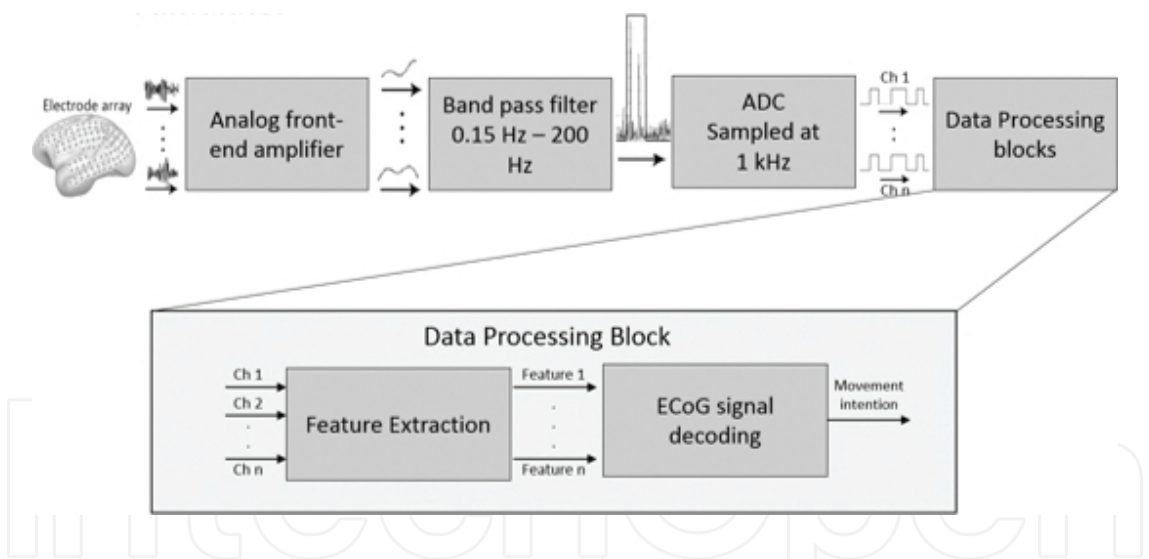 Electrode array
Analog front-
end amplifier
Band pass filter
0.15 Hz – 200
Hz
ADC
Sampled at
1 kHz
Ch 1
Ch n
Data Processing
blocks
Data Processing Block
Ch 1
Ch 2
Ch n
Feature Extraction
Feature 1
Feature n
ECoG signal
decoding
Movement
intention
IntechOpen